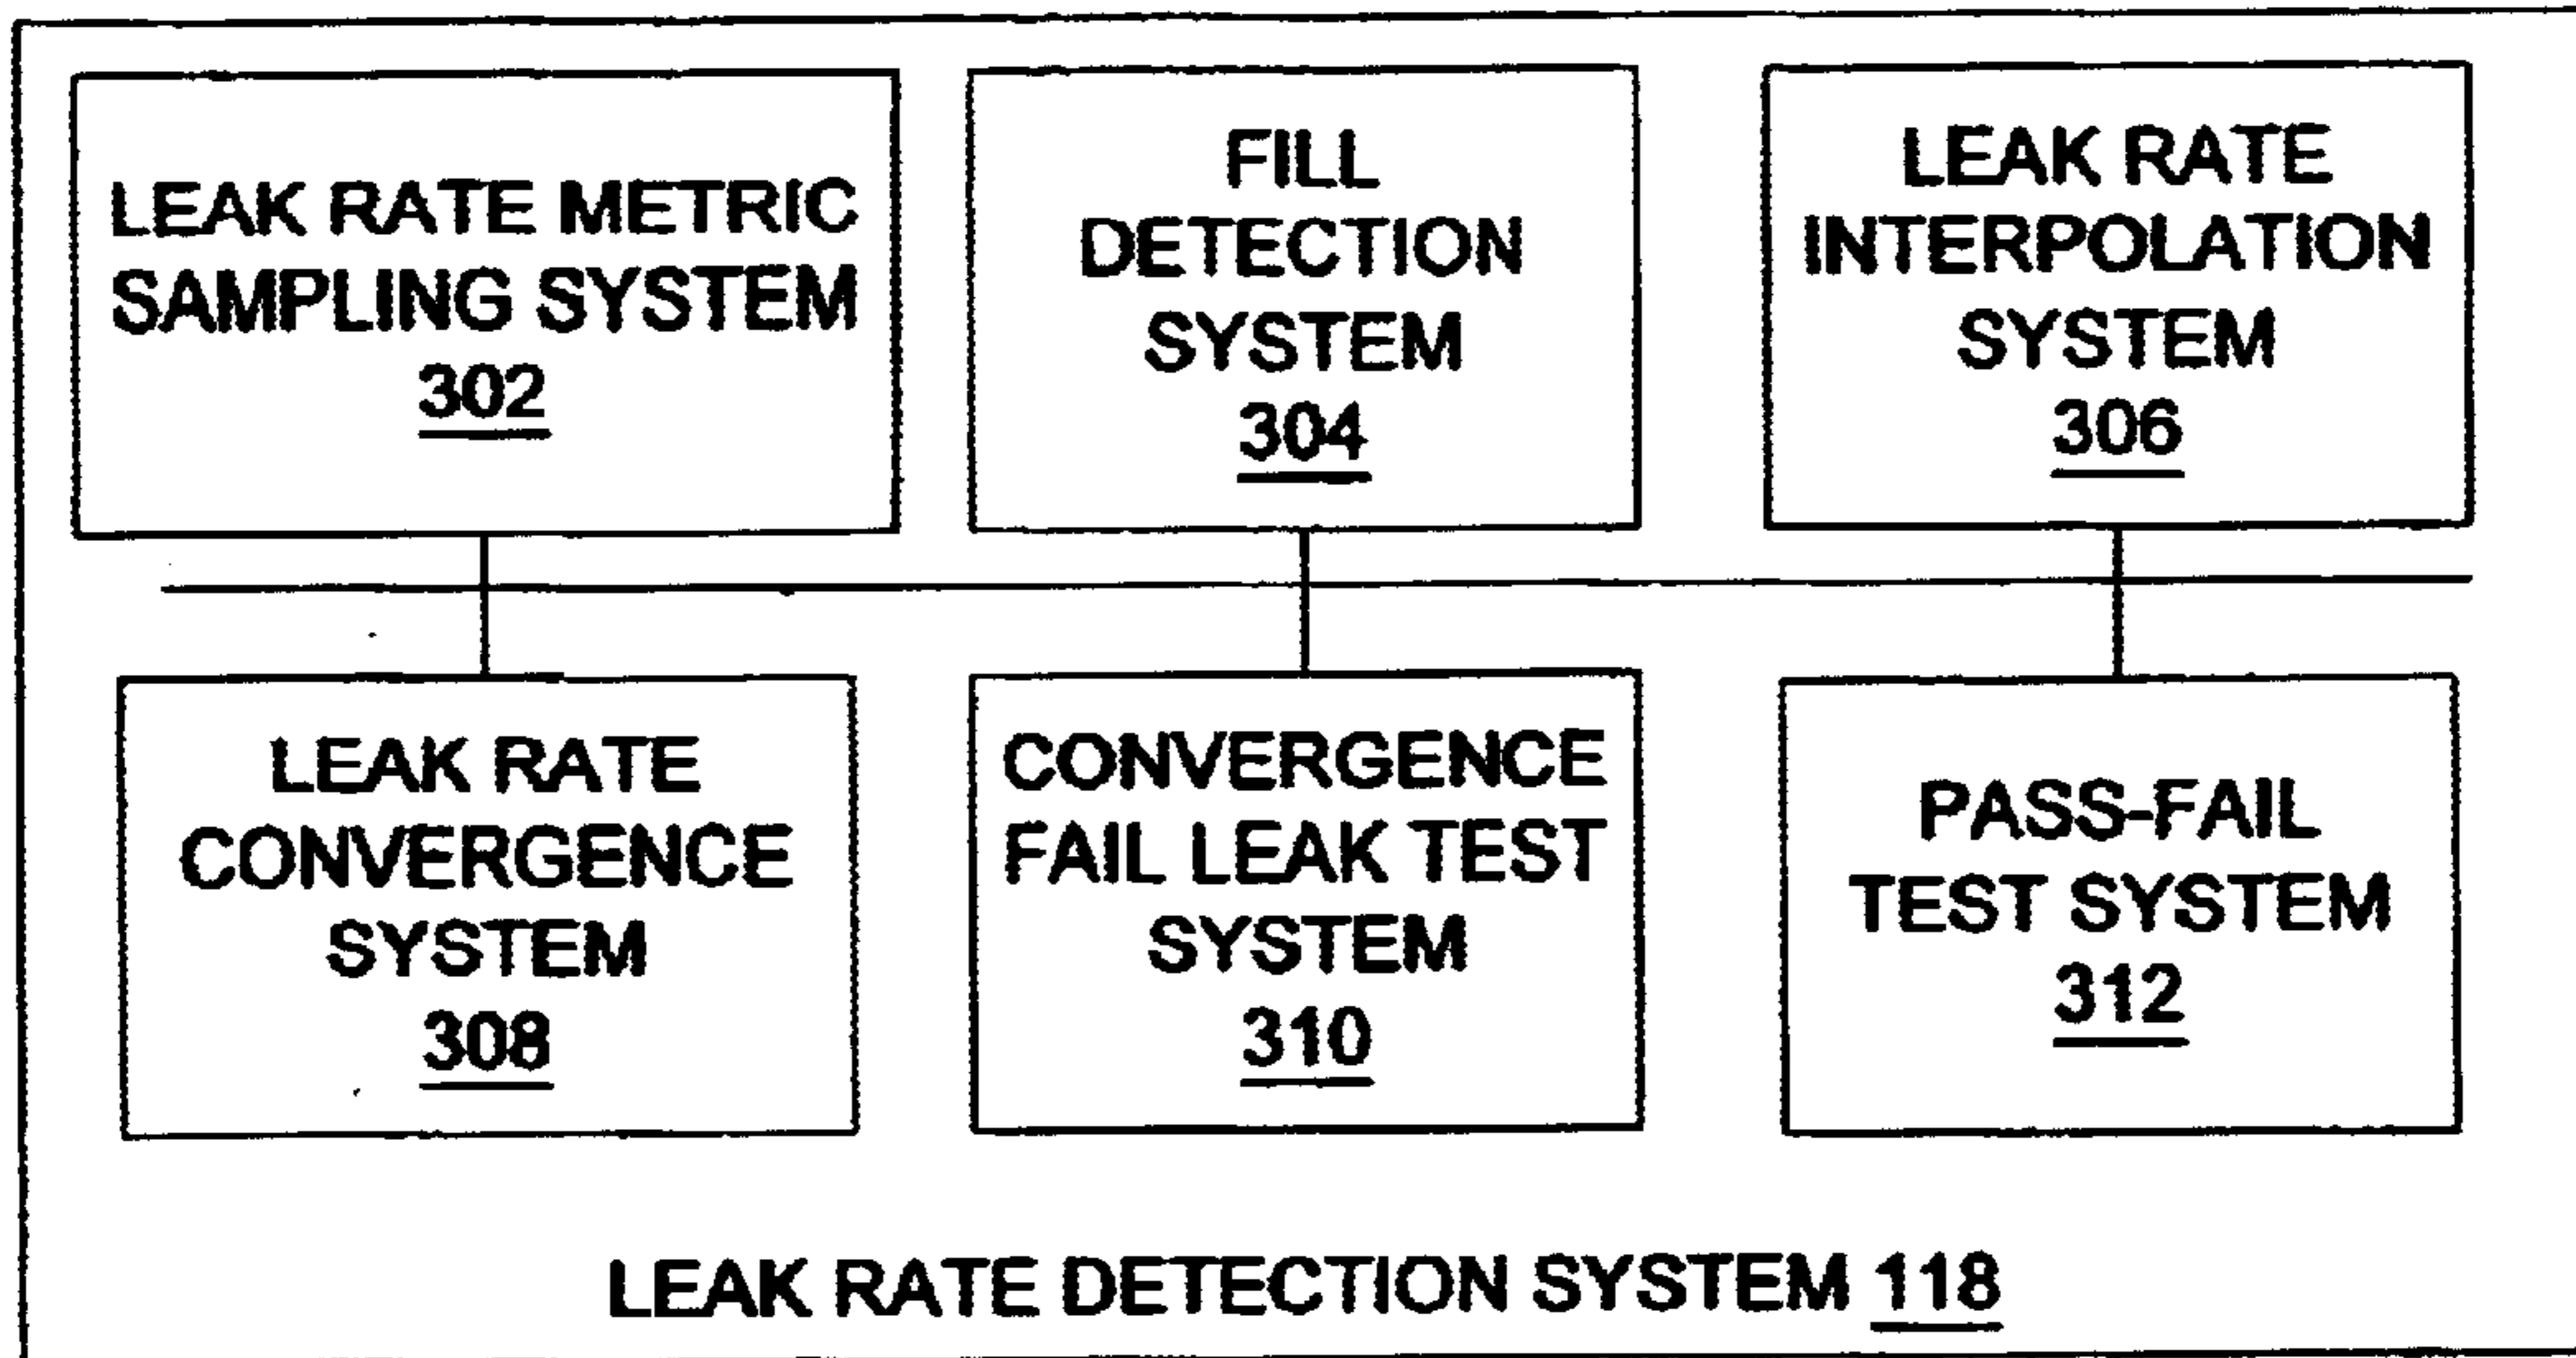 LEAK RATE METRIC
SAMPLING SYSTEM
302
FILL
DETECTION
SYSTEM
304
LEAK RATE
INTERPOLATION
SYSTEM
306
LEAK RATE
CONVERGENCE
SYSTEM
308
CONVERGENCE
FAIL LEAK TEST
SYSTEM
310
PASS-FAIL
TEST SYSTEM
312
LEAK RATE DETECTION SYSTEM 118